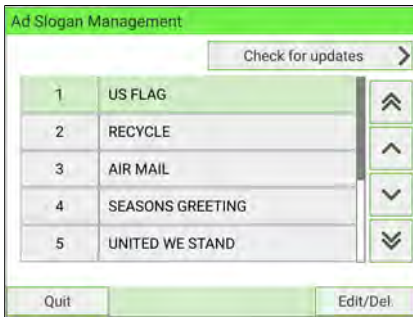 Ad Slogan Management
Check for updates
1 US FLAG
2 RECYCLE
3 AIR MAIL
4 SEASONS GREETING
5 UNITED WE STAND
Quit Edit/Del